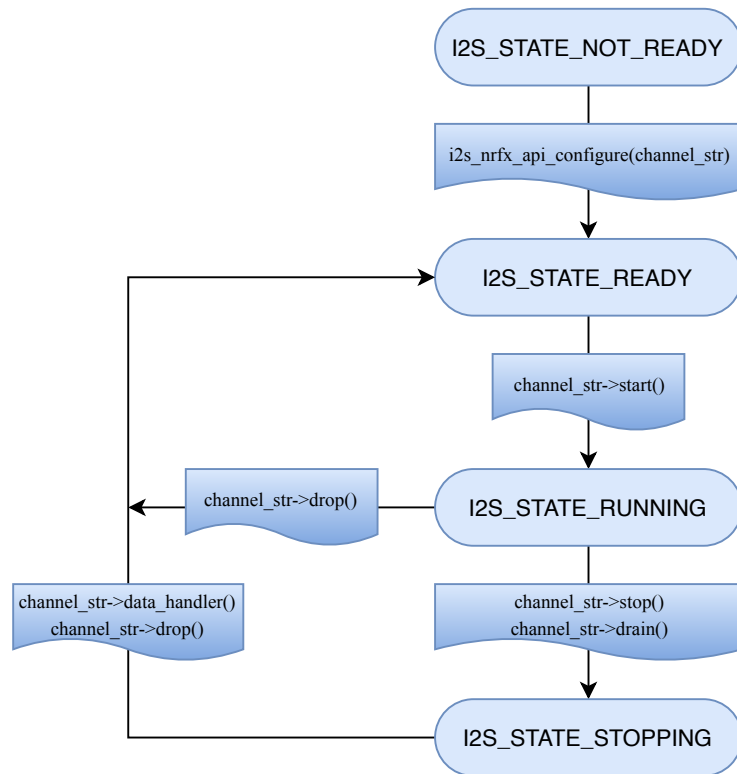 I2S_STATE_NOT_READY
i2s_nrfx_api_configure(channel_str)
I2S_STATE_READY
channel_str->start()
channel_str->drop()
I2S_STATE_RUNNING
channel_str->data_handler()
channel_str->drop()
channel_str->stop()
channel_str->drain()
I2S_STATE_STOPPING